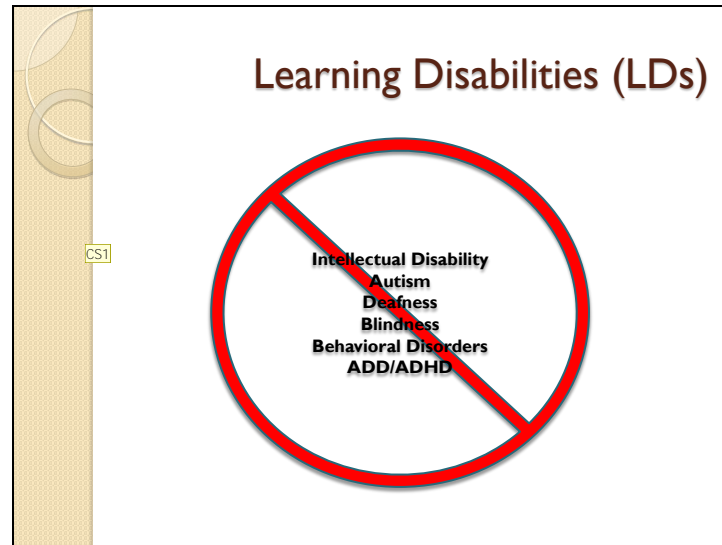 Learning Disabilities (LDs)
CS1
Intellectual Disability
Autism
Deafness
Blindness
Behavioral Disorders
ADD/ADHD